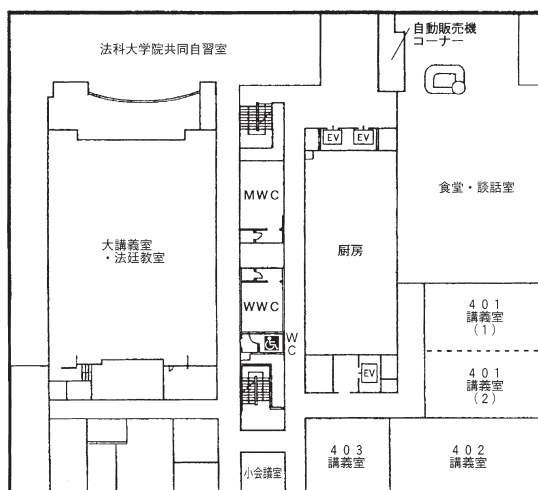 法科大学院共同自習室
自動販売機
コーナー
EV
EV
MWC
食堂・談話室
大講義室
・法廷教室
厨房
WWC
WC
401
講義室
(1)
EV
401
講義室
(2)
小会議室
403
講義室
402
講義室